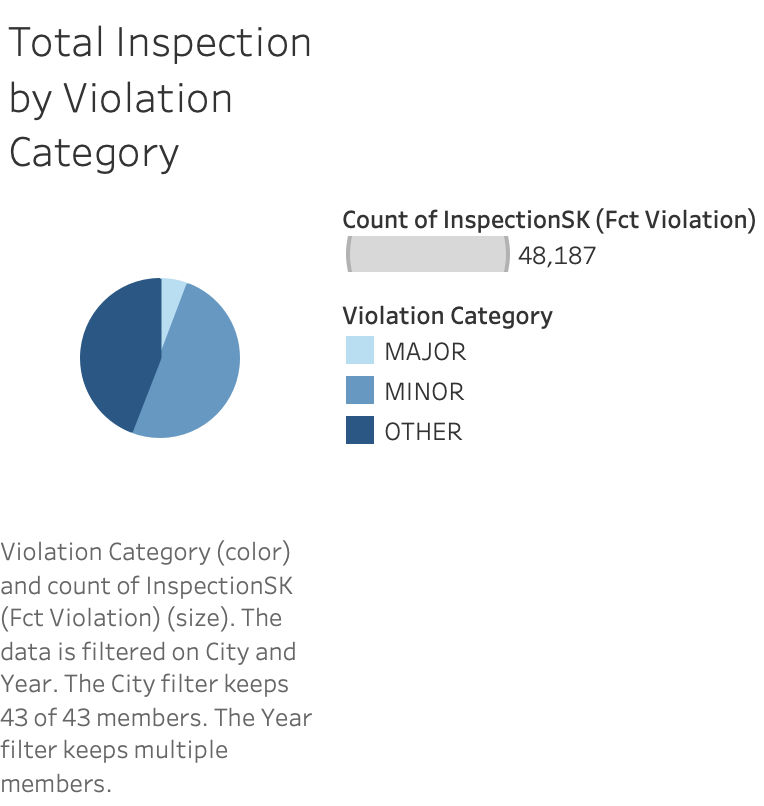 Total Inspection
by Violation
Category
Count of InspectionSK (Fct Violation)
48,187
Violation Category
MAJOR
MINOR
OTHER
Violation Category (color)
and count of InspectionSK
(Fct Violation) (size). The
data is filtered on City and
Year. The City filter keeps
43 of 43 members. The Year
filter keeps multiple
members.